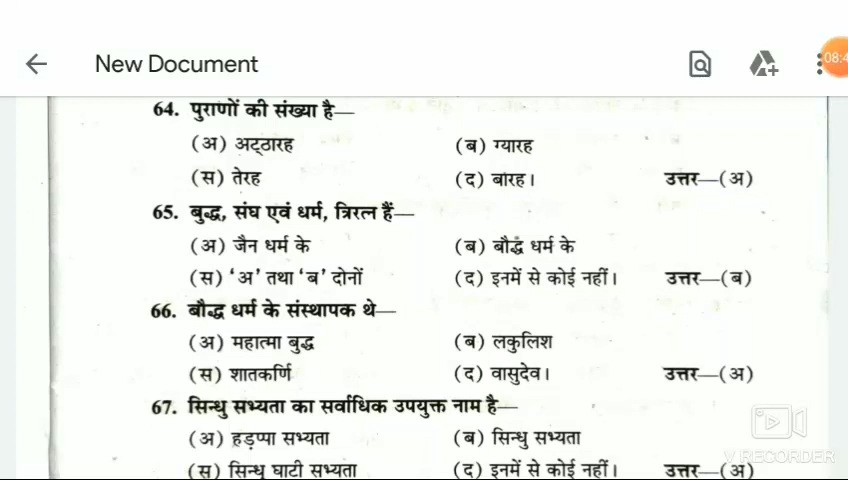 08:4
New Document
64. पुराणों की संख्या है—
(अ) अट्ठारह (ब) ग्यारह
(स) तेरह (द) बारह। उत्तर—(अ)
65. बुद्ध, संघ एवं धर्म, त्रिरत्न हैं—
(अ) जैन धर्म के (ब) बौद्ध धर्म के
(स) 'अ' तथा 'ब' दोनों (द) इनमें से कोई नहीं। उत्तर—(ब)
66. बौद्ध धर्म के संस्थापक थे—
(अ) महात्मा बुद्ध (ब) लकुलिश
(स) शातकर्णि (द) वासुदेव। उत्तर—(अ)
67. सिन्धु सभ्यता का सर्वाधिक उपयुक्त नाम है—
(अ) हड़प्पा सभ्यता (ब) सिन्धु सभ्यता
(स) सिन्धु घाटी सभ्यता (द) इनमें से कोई नहीं। उत्तर—(अ)
V RECORDER